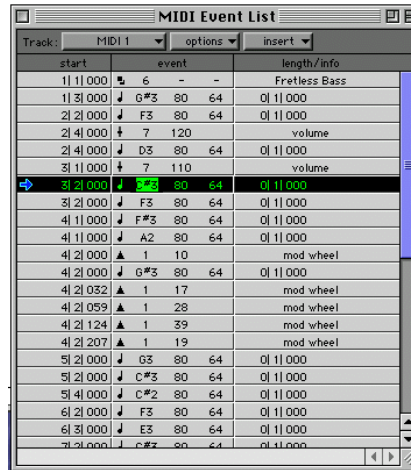 MIDI Event List
Track: MIDI 1 options insert
start event length/info
1| 1| 000 6 - - Fretless Bass
1| 3| 000 G#3 80 64 0| 1| 000
2| 2| 000 F3 80 64 0| 1| 000
2| 4| 000 7 120 volume
2| 4| 000 D3 80 64 0| 1| 000
3| 1| 000 7 110 volume
3| 2| 000 C#3 80 64 0| 1| 000
3| 2| 000 F3 80 64 0| 1| 000
4| 1| 000 F#3 80 64 0| 1| 000
4| 1| 000 A2 80 64 0| 1| 000
4| 2| 000 1 10 mod wheel
4| 2| 000 G#3 80 64 0| 1| 000
4| 2| 032 1 17 mod wheel
4| 2| 059 1 28 mod wheel
4| 2| 124 1 39 mod wheel
4| 2| 207 1 19 mod wheel
5| 2| 000 G3 80 64 0| 1| 000
5| 2| 000 C#3 80 64 0| 1| 000
5| 4| 000 C#2 80 64 0| 1| 000
6| 2| 000 F3 80 64 0| 1| 000
6| 3| 000 E3 80 64 0| 1| 000
7| 2| 000 C#3 80 64 0| 1| 000